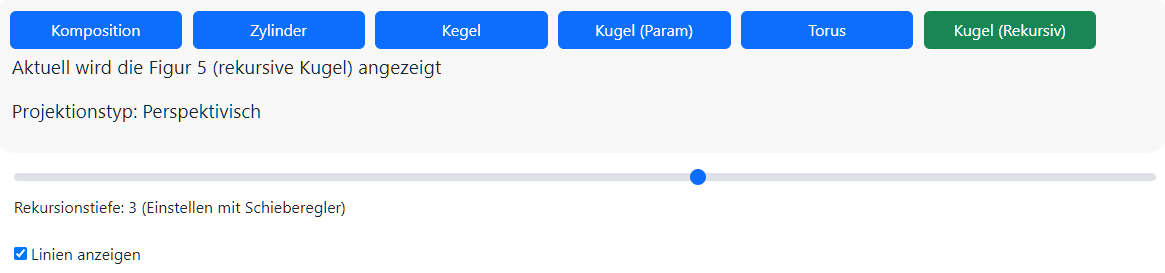 Komposition Zylinder Kegel Kugel (Param) Torus Kugel (Rekursiv)
Aktuell wird die Figur 5 (rekursive Kugel) angezeigt
Projektionstyp: Perspektivisch
Rekursionstiefe: 3 (Einstellen mit Schieberegler)
Linien anzeigen